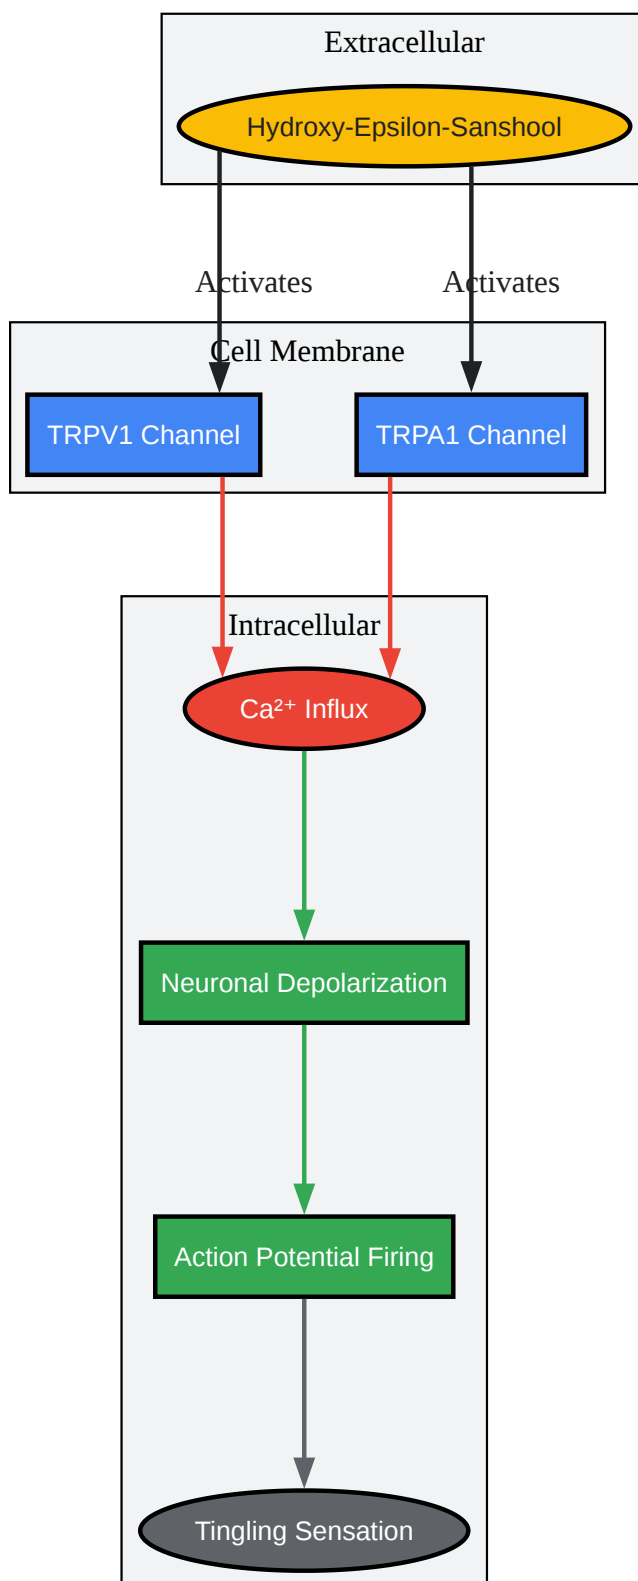 Extracellular
Hydroxy-Epsilon-Sanshool
Activates
Activates
Cell Membrane
TRPV1 Channel
TRPA1 Channel
Intracellular
Ca²⁺ Influx
Neuronal Depolarization
Action Potential Firing
Tingling Sensation